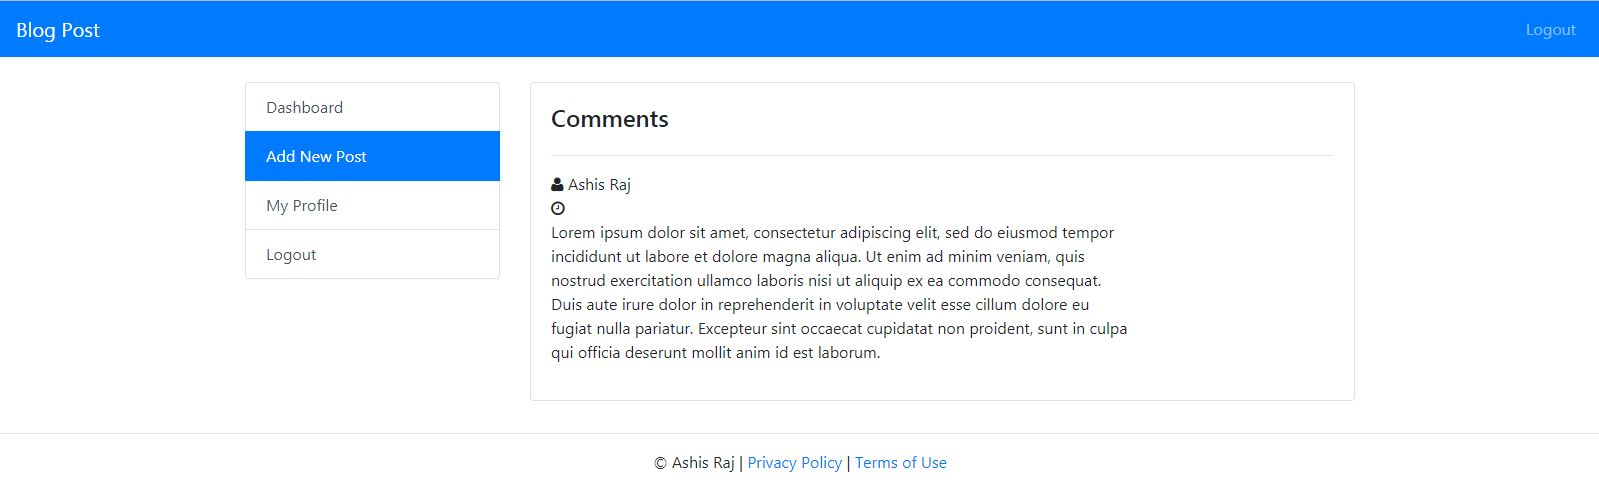 Blog Post
Logout
Dashboard
Add New Post
My Profile
Logout
Comments
Ashis Raj
Lorem ipsum dolor sit amet, consectetur adipiscing elit, sed do eiusmod tempor
incididunt ut labore et dolore magna aliqua. Ut enim ad minim veniam, quis
nostrud exercitation ullamco laboris nisi ut aliquip ex ea commodo consequat.
Duis aute irure dolor in reprehenderit in voluptate velit esse cillum dolore eu
fugiat nulla pariatur. Excepteur sint occaecat cupidatat non proident, sunt in culpa
qui officia deserunt mollit anim id est laborum.
© Ashis Raj | Privacy Policy | Terms of Use